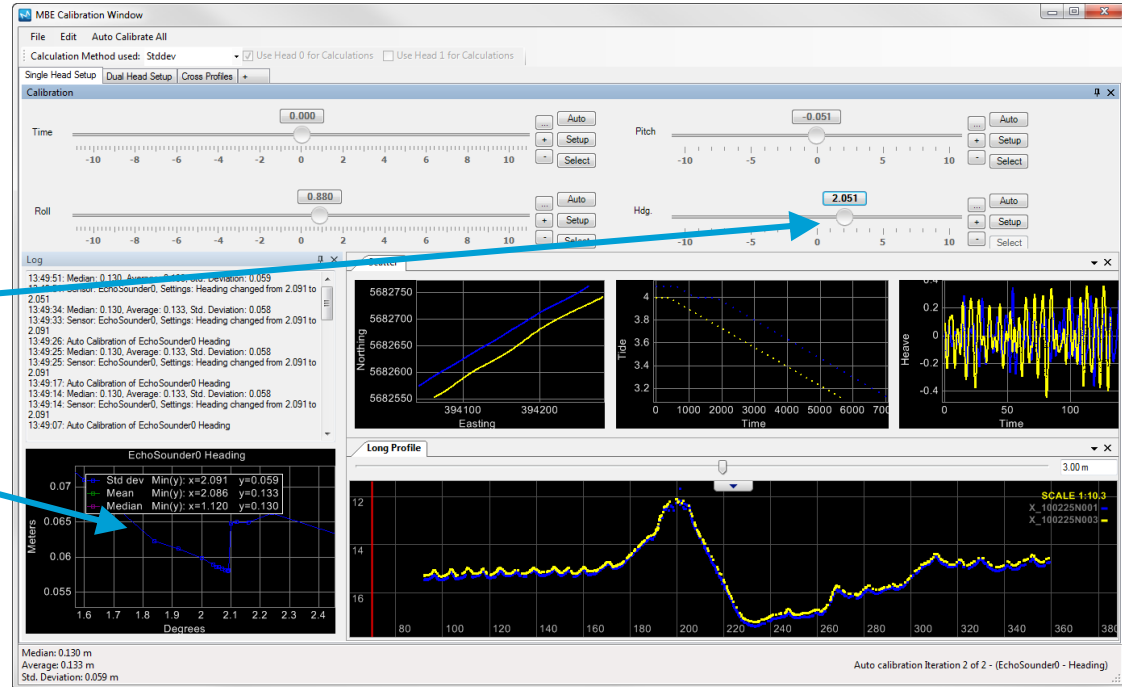 MBE Calibration Window
File Edit Auto Calibrate All
Calculation Method used: Stddev Use Head 0 for Calculations Use Head 1 for Calculations
Single Head Setup Dual Head Setup Cross Profiles +
Calibration
0.000 Auto -0.051 Auto
Time ... + Setup Pitch ... + Setup
-10 -8 -6 -4 -2 0 2 4 6 8 10 - Select -10 -5 0 5 10 - Select
0.880 Auto 2.051 Auto
Roll ... + Setup Hdg. ... + Setup
-10 -8 -6 -4 -2 0 2 4 6 8 10 - Select -10 -5 0 5 10 - Select
Log
13:49:51: Median: 0.130, Average: Std. Deviation: 0.059
Sensor: EchoSounder0, Settings: Heading changed from 2.091 to
2.051
13:49:34: Median: 0.130, Average: 0.133, Std. Deviation: 0.058
13:49:33: Sensor: EchoSounder0, Settings: Heading changed from 2.091 to
2.091
13:49:26: Auto Calibration of EchoSounder0 Heading
13:49:25: Median: 0.130, Average: 0.133, Std. Deviation: 0.058
13:49:25: Sensor: EchoSounder0, Settings: Heading changed from 2.091 to
2.091
13:49:17: Auto Calibration of EchoSounder0 Heading
13:49:14: Median: 0.130, Average: 0.133, Std. Deviation: 0.058
13:49:14: Sensor: EchoSounder0, Settings: Heading changed from 2.091 to
2.091
13:49:07: Auto Calibration of EchoSounder0 Heading
EchoSounder0 Heading
Std dev Min(y): x=2.091 y=0.059
Mean Min(y): x=2.086 y=0.133
Median Min(y): x=1.120 y=0.130
0.07
0.065
0.06
0.055
Meters
1.6 1.7 1.8 1.9 2 2.1 2.2 2.3 2.4
Degrees
5682750
5682700
5682650
5682600
5682550
Northing
394100 394200
Easting
4
3.8
3.6
3.4
3.2
Tide
0 1000 2000 3000 4000 5000 6000
Time
0.4
0.2
0
-0.2
-0.4
Heave
0 50 100
Time
Long Profile
3.00 m
SCALE 1:10.3
X_100225N001
X_100225N003
12
14
16
80 100 120 140 160 180 200 220 240 260 280 300 320 340 360
Median: 0.130 m
Average: 0.133 m
Std. Deviation: 0.059 m
Auto calibration Iteration 2 of 2 - (EchoSounder0 - Heading)